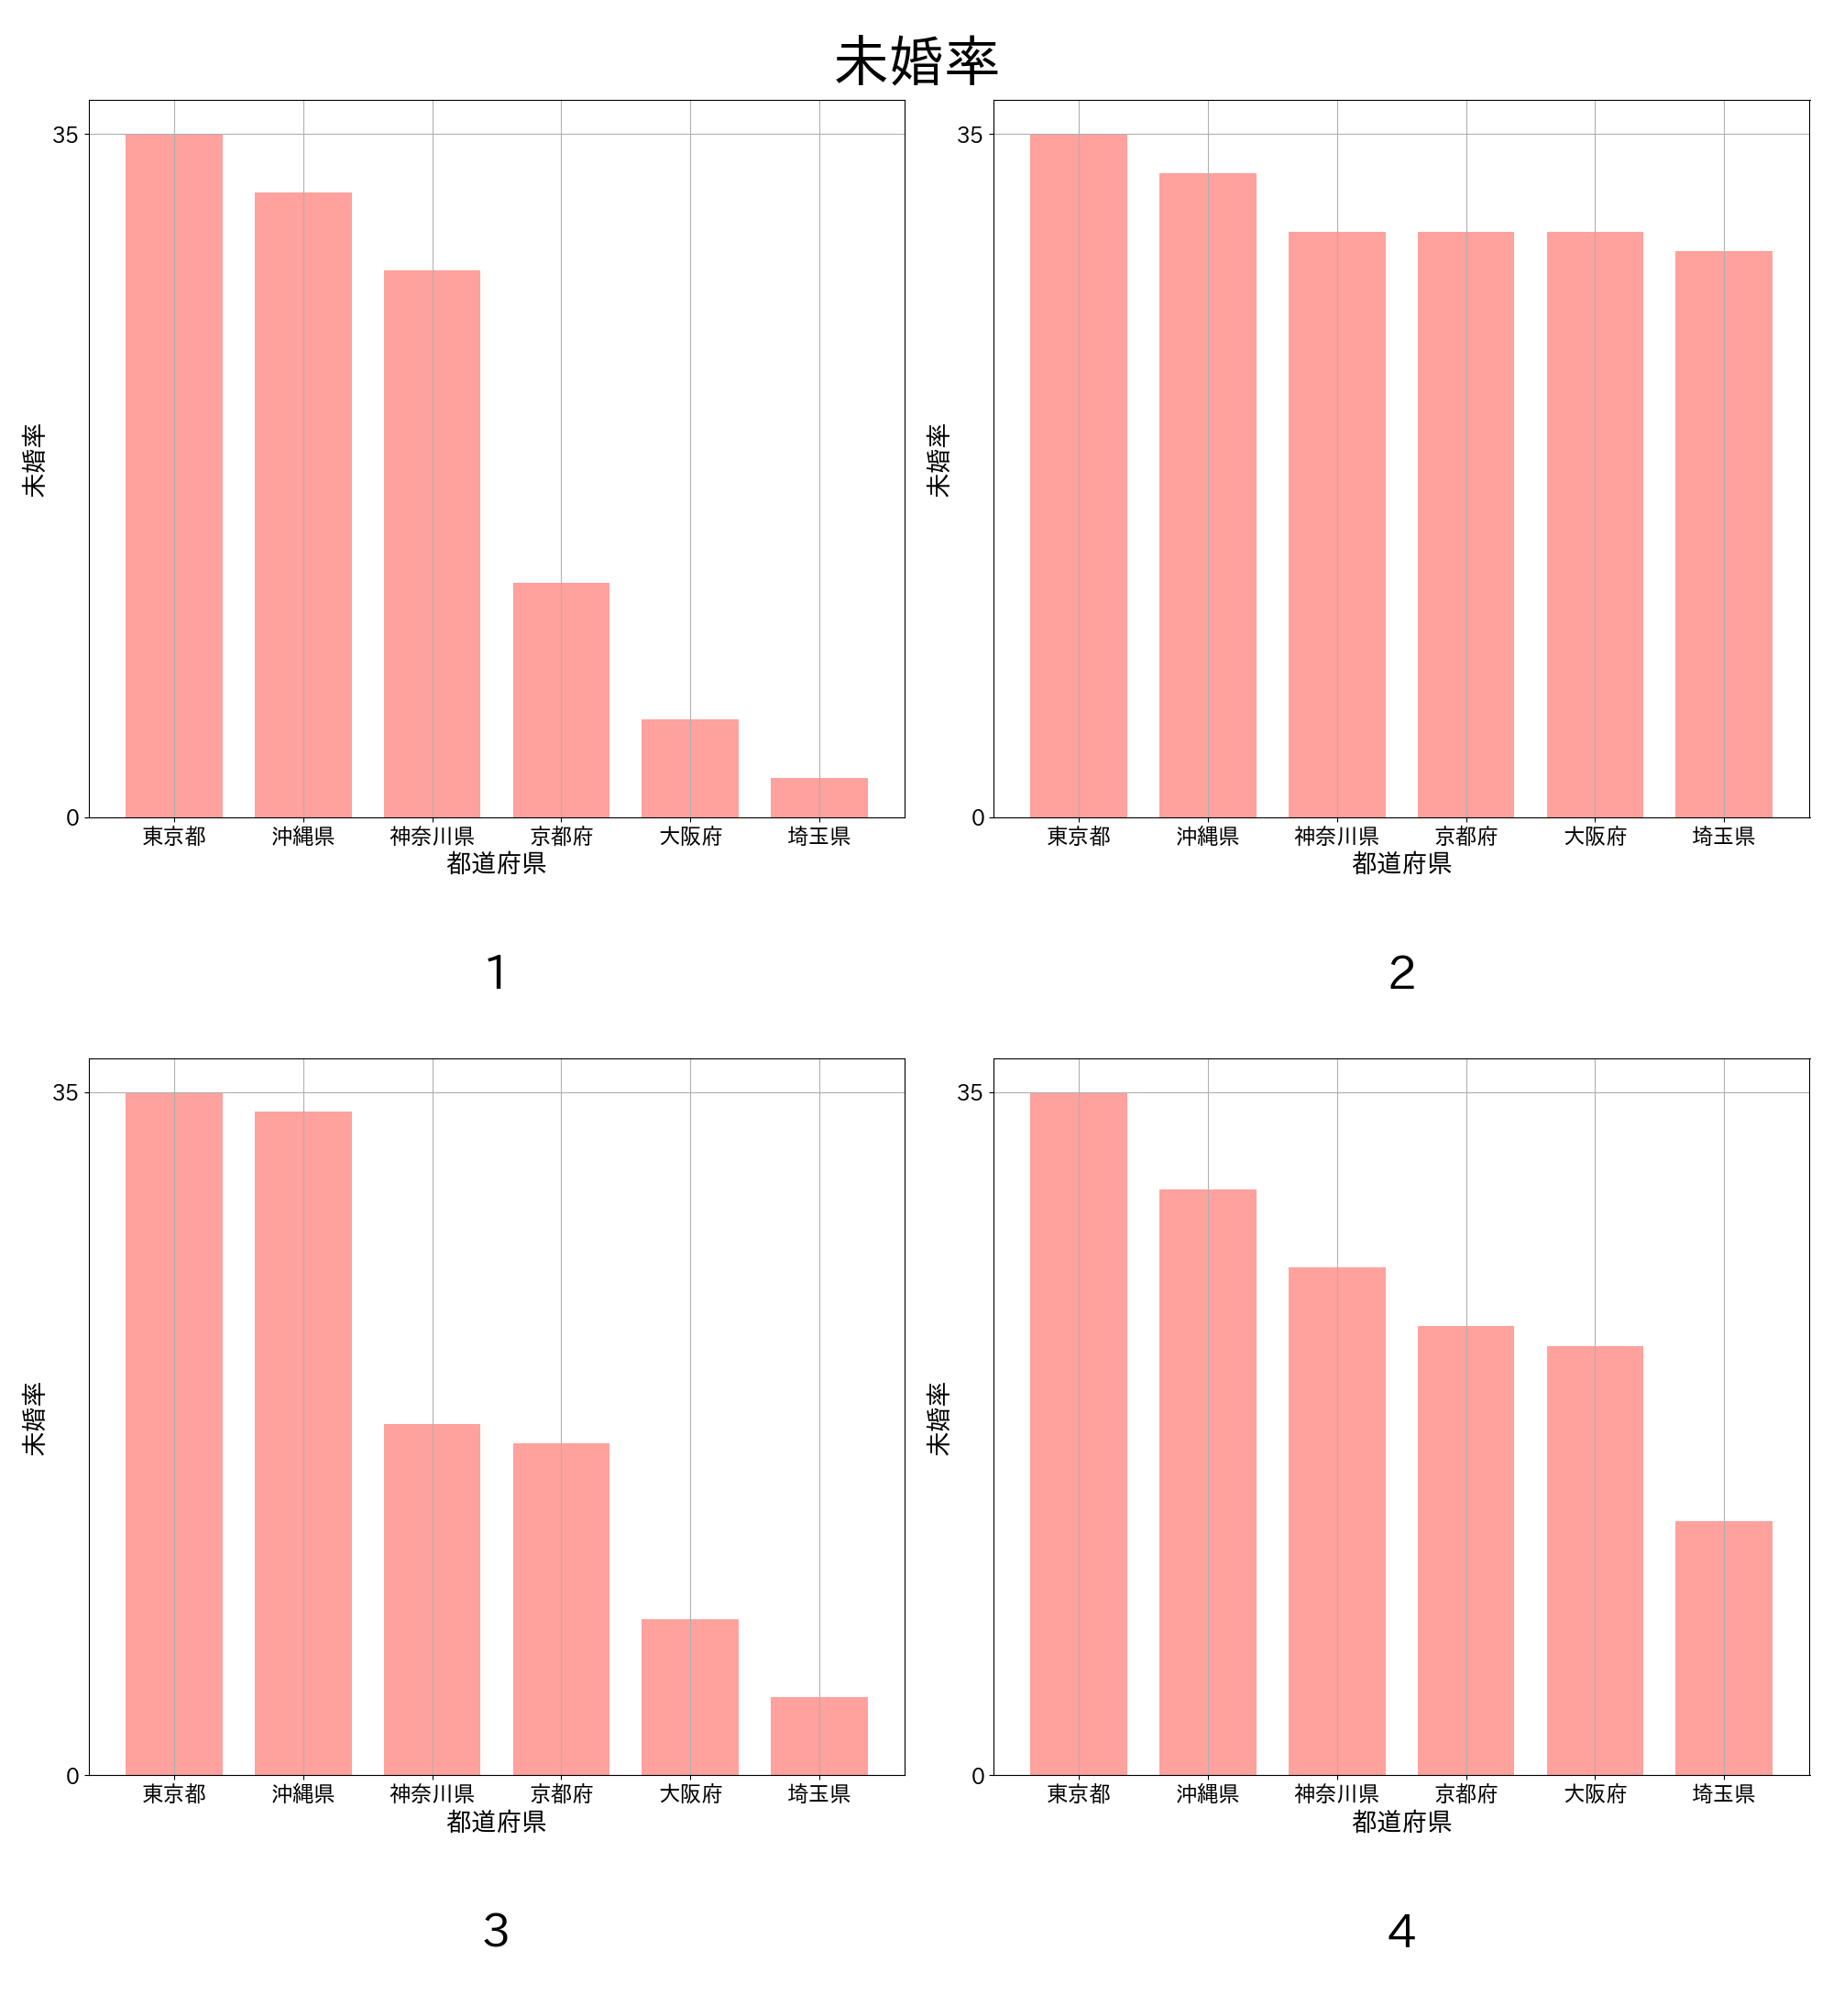 未婚率
35
0
未婚率
東京都 沖縄県 神奈川県 京都府 大阪府 埼玉県
都道府県
1
35
0
未婚率
東京都 沖縄県 神奈川県 京都府 大阪府 埼玉県
都道府県
2
35
0
未婚率
東京都 沖縄県 神奈川県 京都府 大阪府 埼玉県
都道府県
3
35
0
未婚率
東京都 沖縄県 神奈川県 京都府 大阪府 埼玉県
都道府県
4